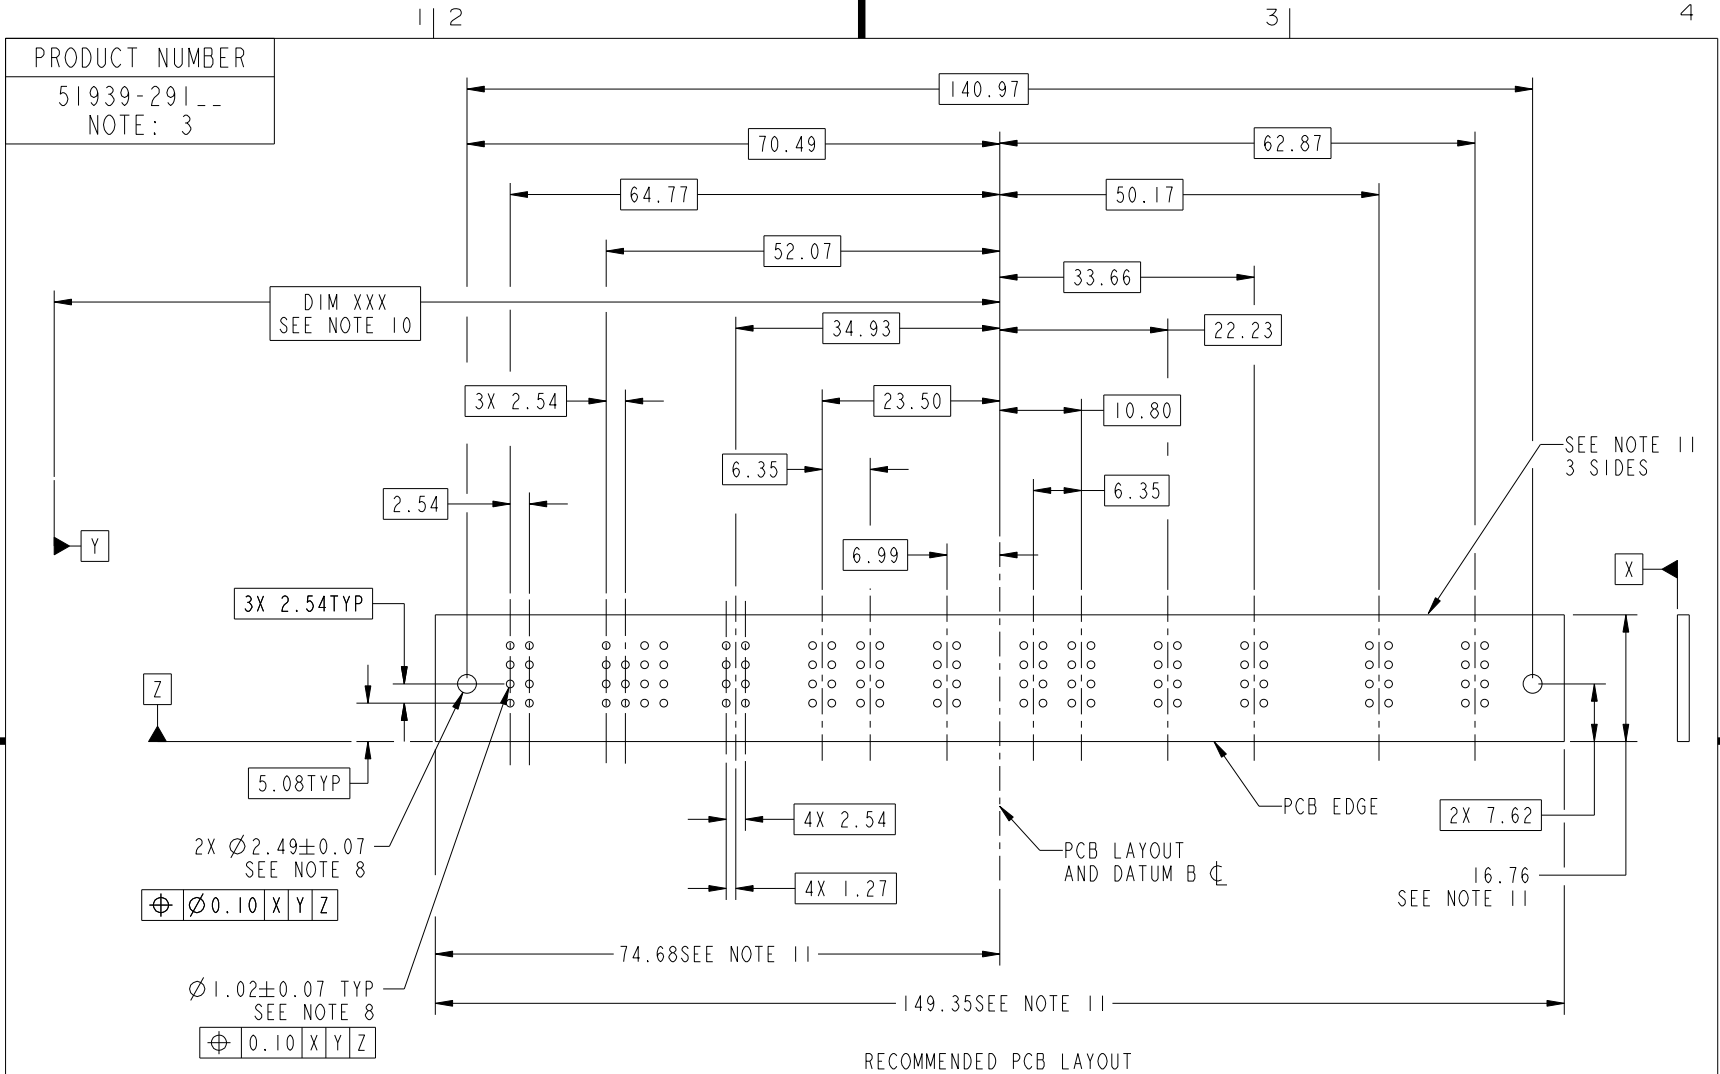 1 2 3 4
PRODUCT NUMBER
51939-291__
NOTE: 3
140.97
70.49
62.87
64.77
50.17
52.07
33.66
DIM XXX
SEE NOTE 10
34.93
22.23
3X 2.54
23.50
10.80
SEE NOTE 11
3 SIDES
6.35
6.35
2.54
Y
6.99
X
3X 2.54TYP
Z
5.08TYP
4X 2.54
PCB EDGE
2X 7.62
2X Ø2.49±0.07
SEE NOTE 8
PCB LAYOUT
AND DATUM B ℄
16.76
SEE NOTE 11
⌖ Ø0.10 X Y Z
4X 1.27
74.68SEE NOTE 11
Ø1.02±0.07 TYP
SEE NOTE 8
149.35SEE NOTE 11
⌖ 0.10 X Y Z
RECOMMENDED PCB LAYOUT